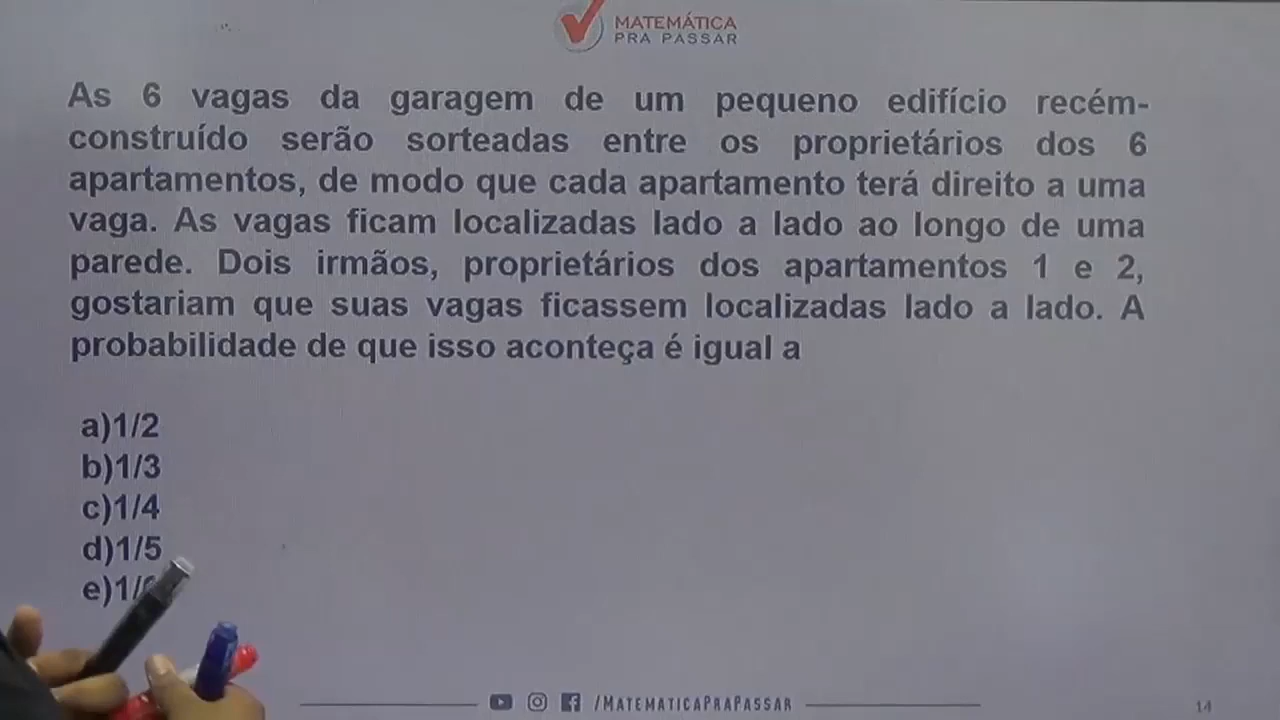 MATEMÁTICA
PRA PASSAR
As 6 vagas da garagem de um pequeno edifício recém-
construído serão sorteadas entre os proprietários dos 6
apartamentos, de modo que cada apartamento terá direito a uma
vaga. As vagas ficam localizadas lado a lado ao longo de uma
parede. Dois irmãos, proprietários dos apartamentos 1 e 2,
gostariam que suas vagas ficassem localizadas lado a lado. A
probabilidade de que isso aconteça é igual a
a)1/2
b)1/3
c)1/4
d)1/5
e)1/
/MATEMATICAPRAPASSAR
14